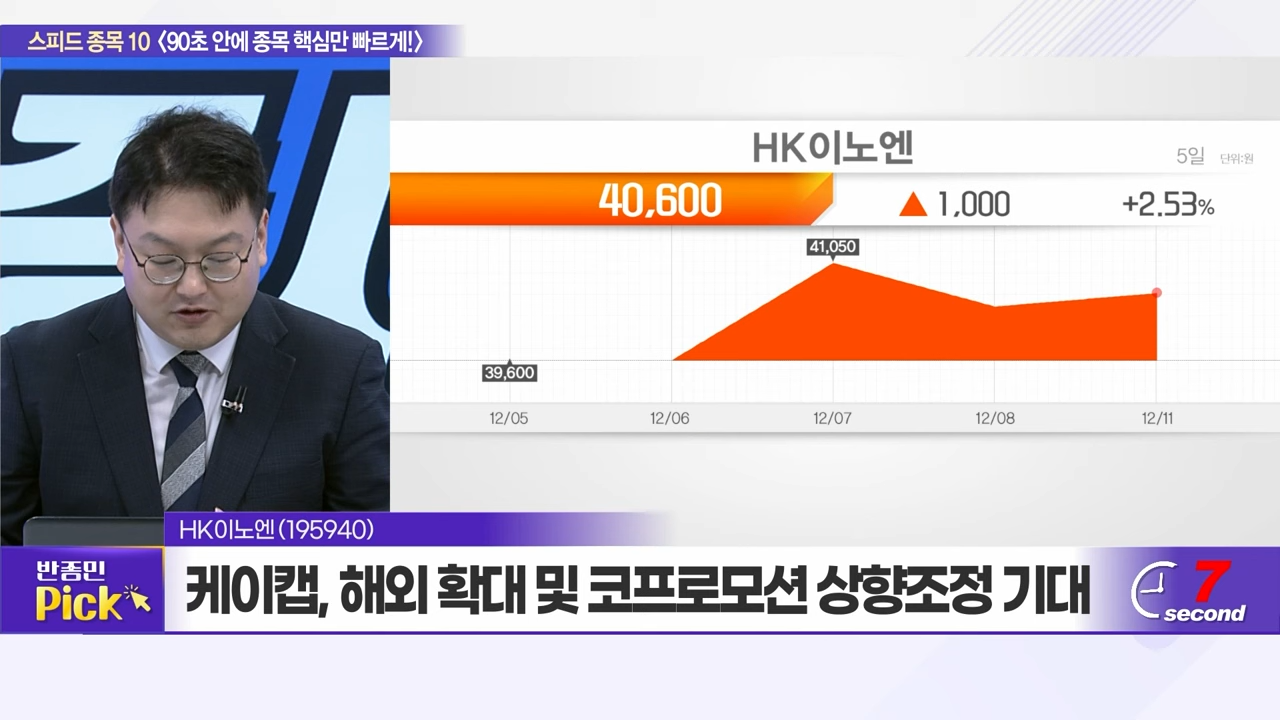 스피드 종목 10 〈90초 안에 종목 핵심만 빠르게!〉
HK이노엔
5일 단위:원
40,600 ▲ 1,000 +2.53%
41,050
39,600
12/05 12/06 12/07 12/08 12/11
HK이노엔(195940)
반종민
Pick
케이캡, 해외 확대 및 코프로모션 상향조정 기대
7
second